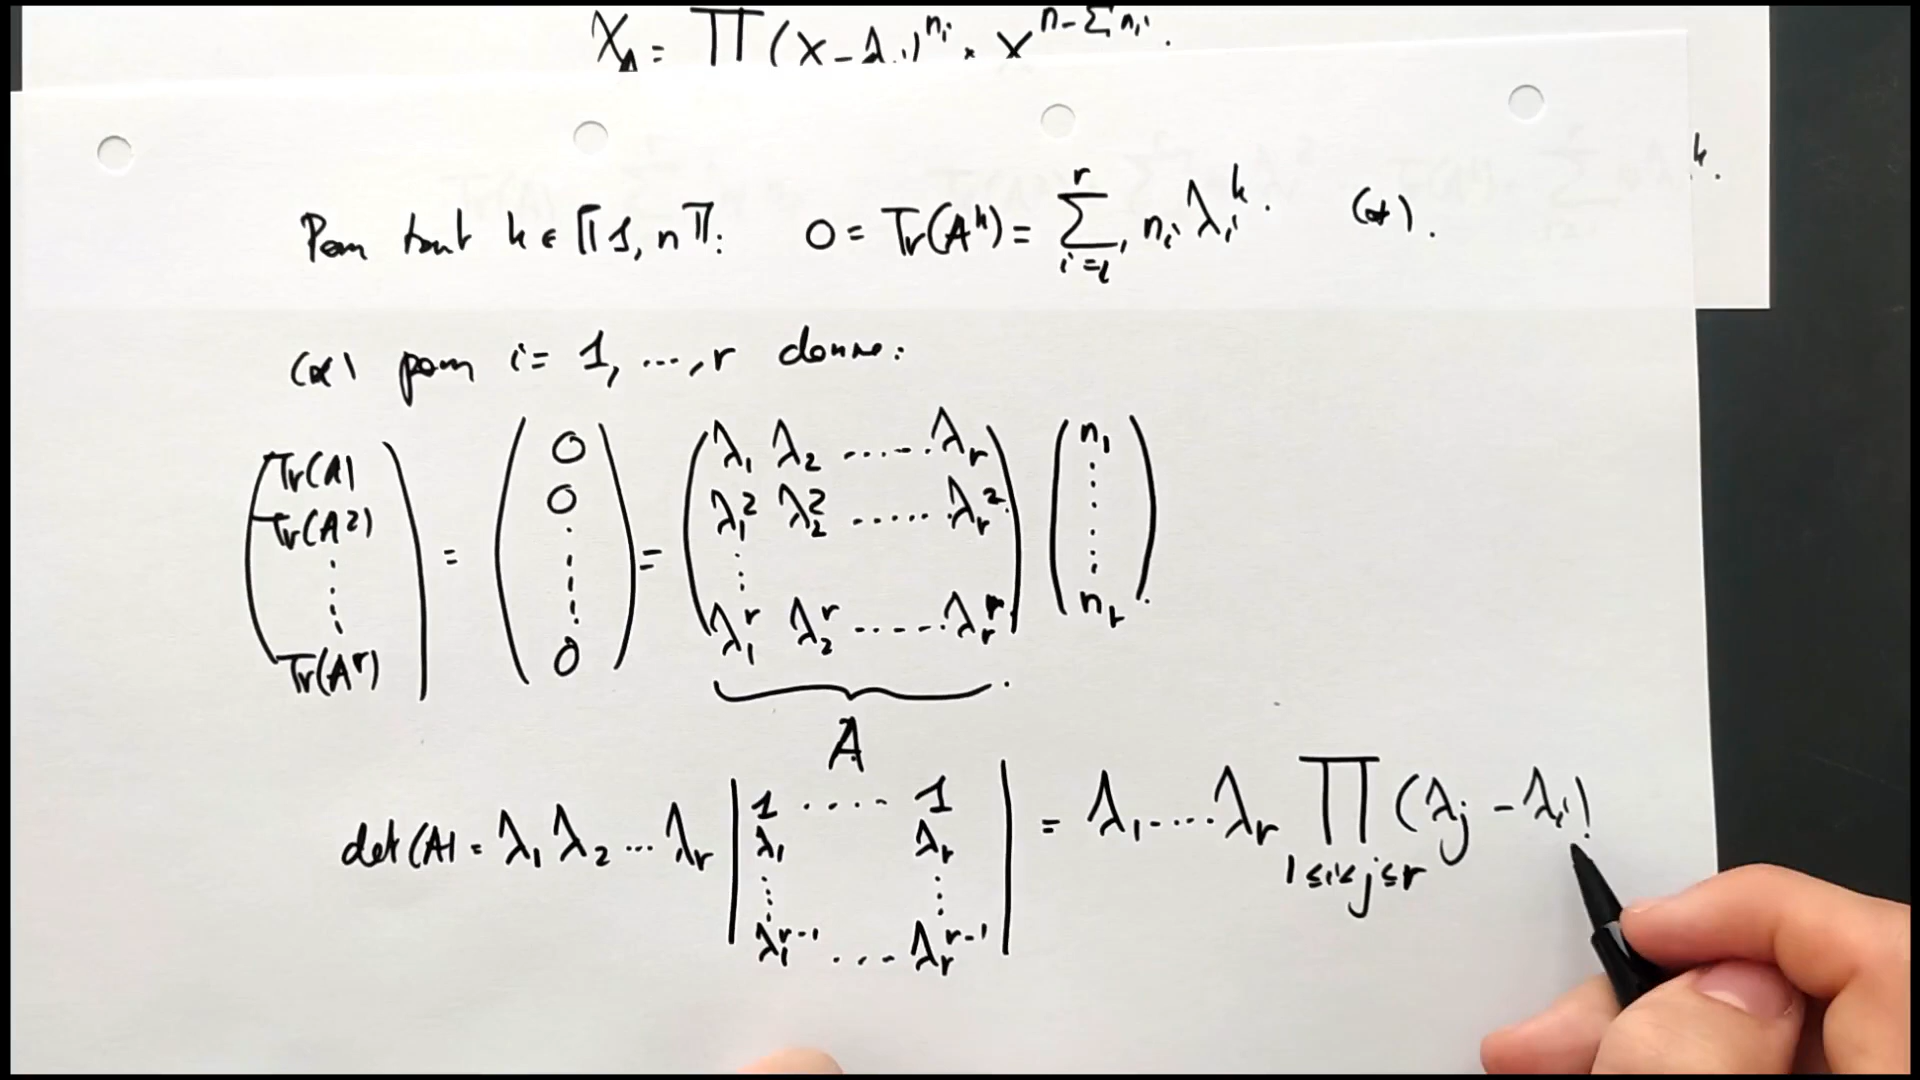 χ_A = ∏ (X - λ_i)^{n_i} × X^{n - Σ n_i}.
k.
Pour tout k ∈ ⟦1, n⟧: 0 = Tr(A^k) = ∑_{i=1}^{r} n_i λ_i^k. (α).
(α) pour i = 1, ..., r donne:
(Tr(A) Tr(A²) ⋮ Tr(A^r)) = (0 0 ⋮ 0) = (λ_1 λ_2 ...... λ_r ; λ_1² λ_2² ..... λ_r² ; ⋮ ; λ_1^r λ_2^r ...... λ_r^r) (n_1 ⋮ n_r).
A
det(A) = λ_1 λ_2 ... λ_r |1 .... 1 ; λ_1 λ_r ; ⋮ ⋮ ; λ_1^{r-1} ... λ_r^{r-1}| = λ_1 .... λ_r ∏_{1≤i<j≤r} (λ_j - λ_i)